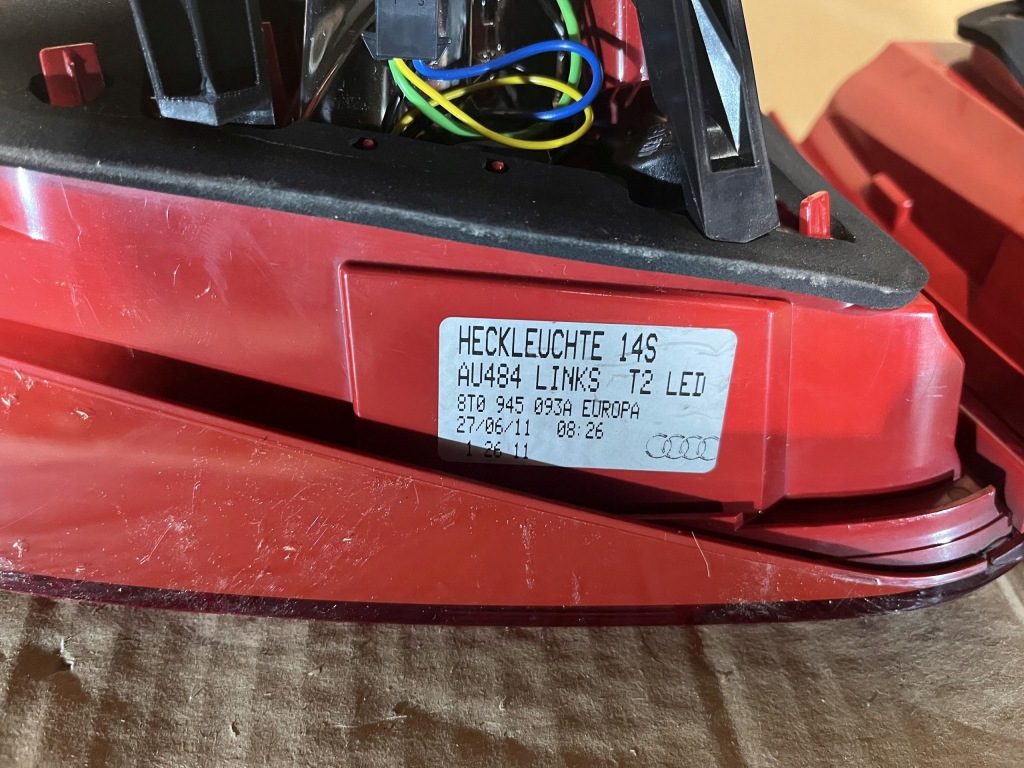 HECKLEUCHTE 14S
AU484 LINKS T2 LED
8T0 945 093A EUROPA
27/06/11 08:26
1 26 11